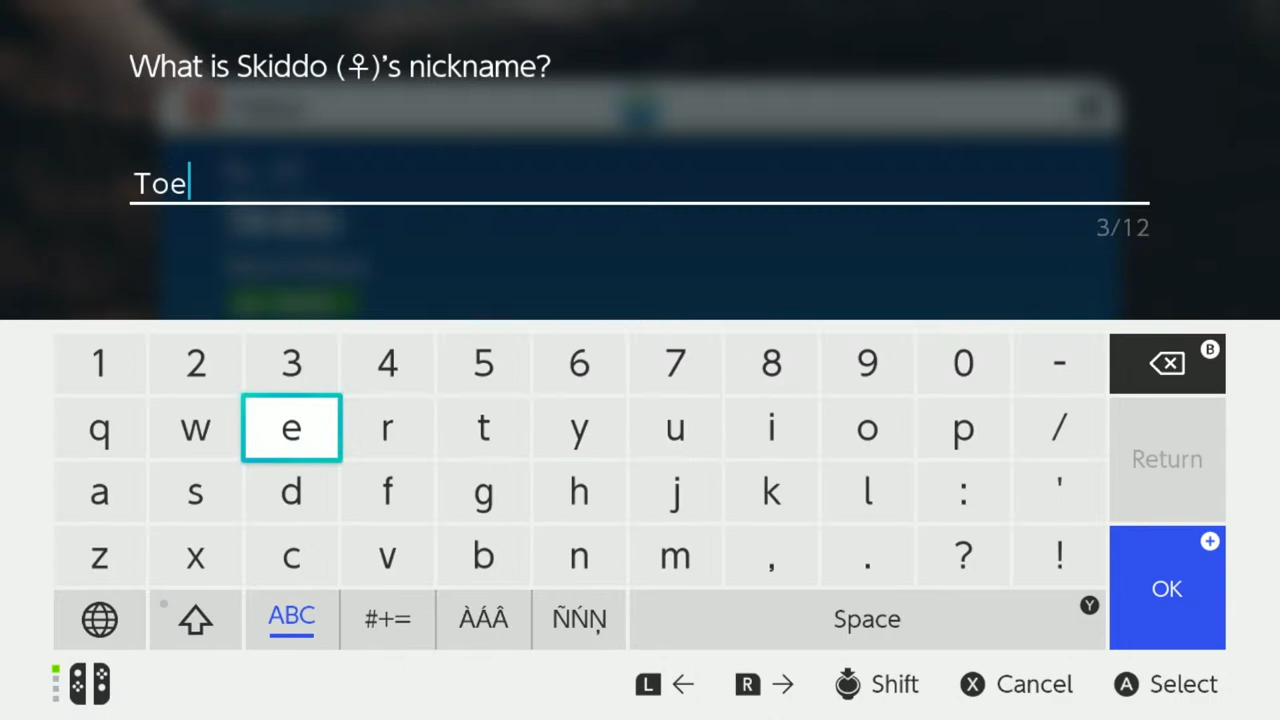 What is Skiddo (♀)'s nickname?
Toe
3/12
1 2 3 4 5 6 7 8 9 0 -
B
q w e r t y u i o p /
Return
a s d f g h j k l : '
z x c v b n m , . ? !
+
OK
ABC #+= ÀÁÂ ÑŃŅ Space Y
L ← R → Shift X Cancel A Select